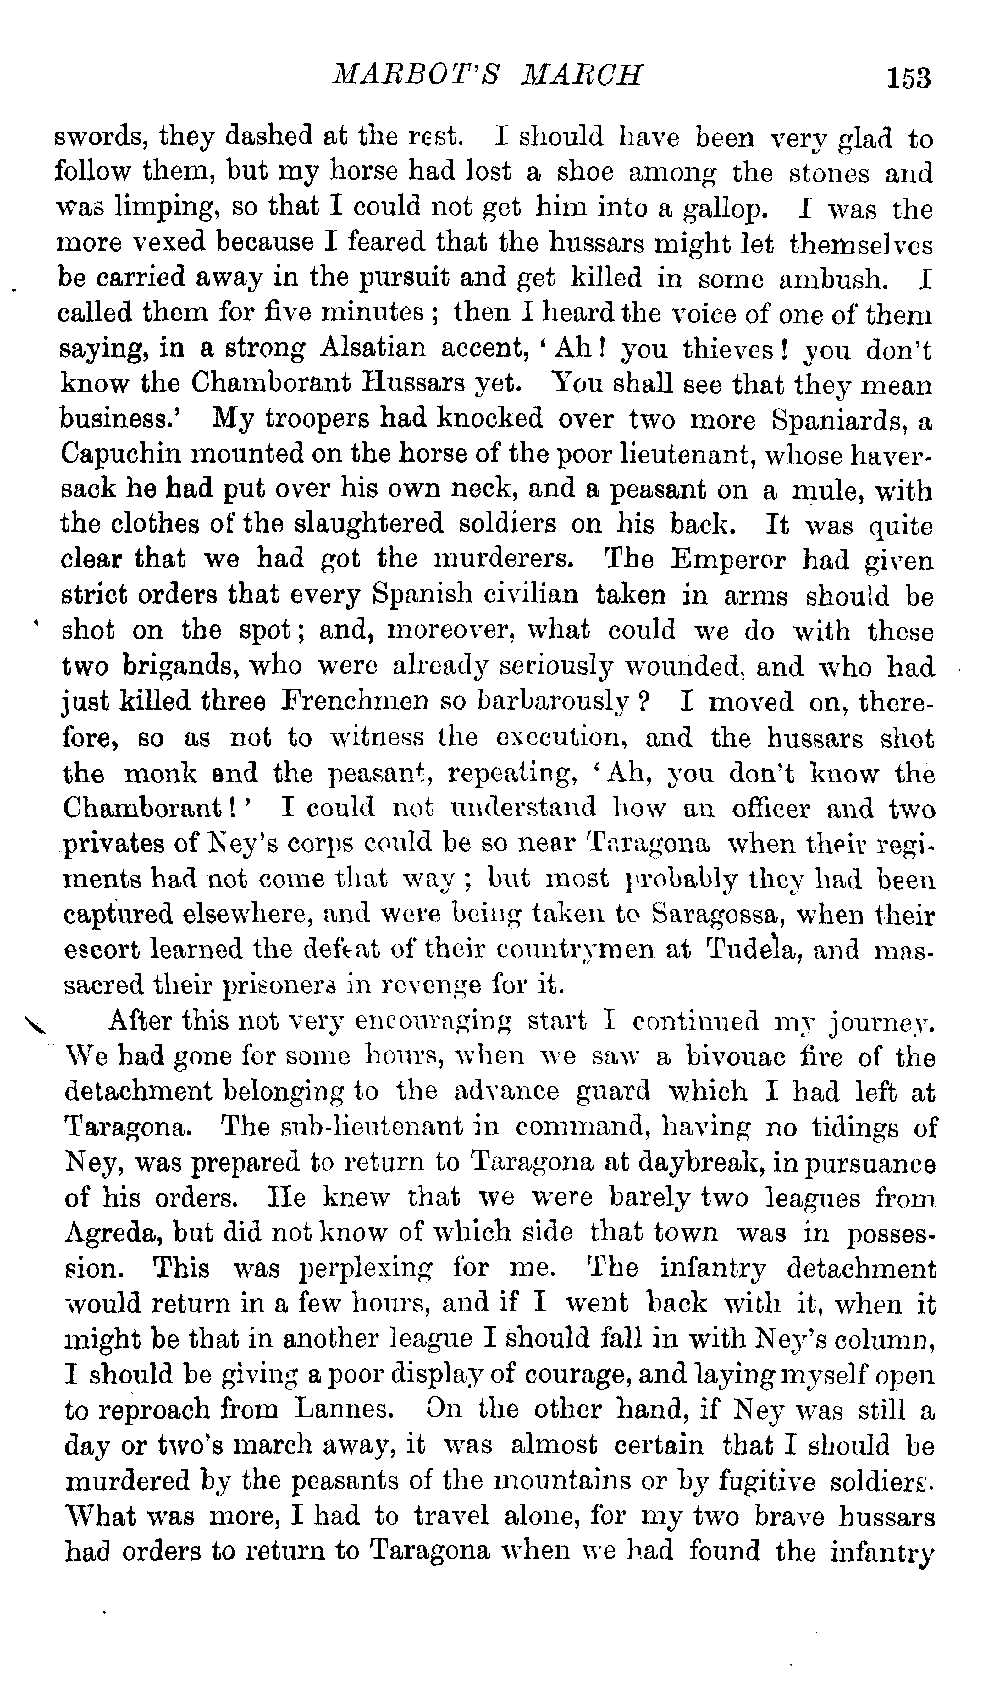 MARBOT'S MARCH 153
swords, they dashed at the rest. I should have been very glad to
follow them, but my horse had lost a shoe among the stones and
was limping, so that I could not get him into a gallop. I was the
more vexed because I feared that the hussars might let themselves
be carried away in the pursuit and get killed in some ambush. I
called them for five minutes ; then I heard the voice of one of them
saying, in a strong Alsatian accent, ‘ Ah ! you thieves ! you don't
know the Chamborant Hussars yet. You shall see that they mean
business.’ My troopers had knocked over two more Spaniards, a
Capuchin mounted on the horse of the poor lieutenant, whose haver-
sack he had put over his own neck, and a peasant on a mule, with
the clothes of the slaughtered soldiers on his back. It was quite
clear that we had got the murderers. The Emperor had given
strict orders that every Spanish civilian taken in arms should be
shot on the spot ; and, moreover, what could we do with these
two brigands, who were already seriously wounded, and who had
just killed three Frenchmen so barbarously ? I moved on, there-
fore, so as not to witness the execution, and the hussars shot
the monk and the peasant, repeating, ‘ Ah, you don't know the
Chamborant ! ’ I could not understand how an officer and two
privates of Ney's corps could be so near Taragona when their regi-
ments had not come that way ; but most probably they had been
captured elsewhere, and were being taken to Saragossa, when their
escort learned the defeat of their countrymen at Tudela, and mas-
sacred their prisoners in revenge for it.
After this not very encouraging start I continued my journey.
We had gone for some hours, when we saw a bivouac fire of the
detachment belonging to the advance guard which I had left at
Taragona. The sub-lieutenant in command, having no tidings of
Ney, was prepared to return to Taragona at daybreak, in pursuance
of his orders. He knew that we were barely two leagues from
Agreda, but did not know of which side that town was in posses-
sion. This was perplexing for me. The infantry detachment
would return in a few hours, and if I went back with it, when it
might be that in another league I should fall in with Ney's column,
I should be giving a poor display of courage, and laying myself open
to reproach from Lannes. On the other hand, if Ney was still a
day or two's march away, it was almost certain that I should be
murdered by the peasants of the mountains or by fugitive soldiers.
What was more, I had to travel alone, for my two brave hussars
had orders to return to Taragona when we had found the infantry